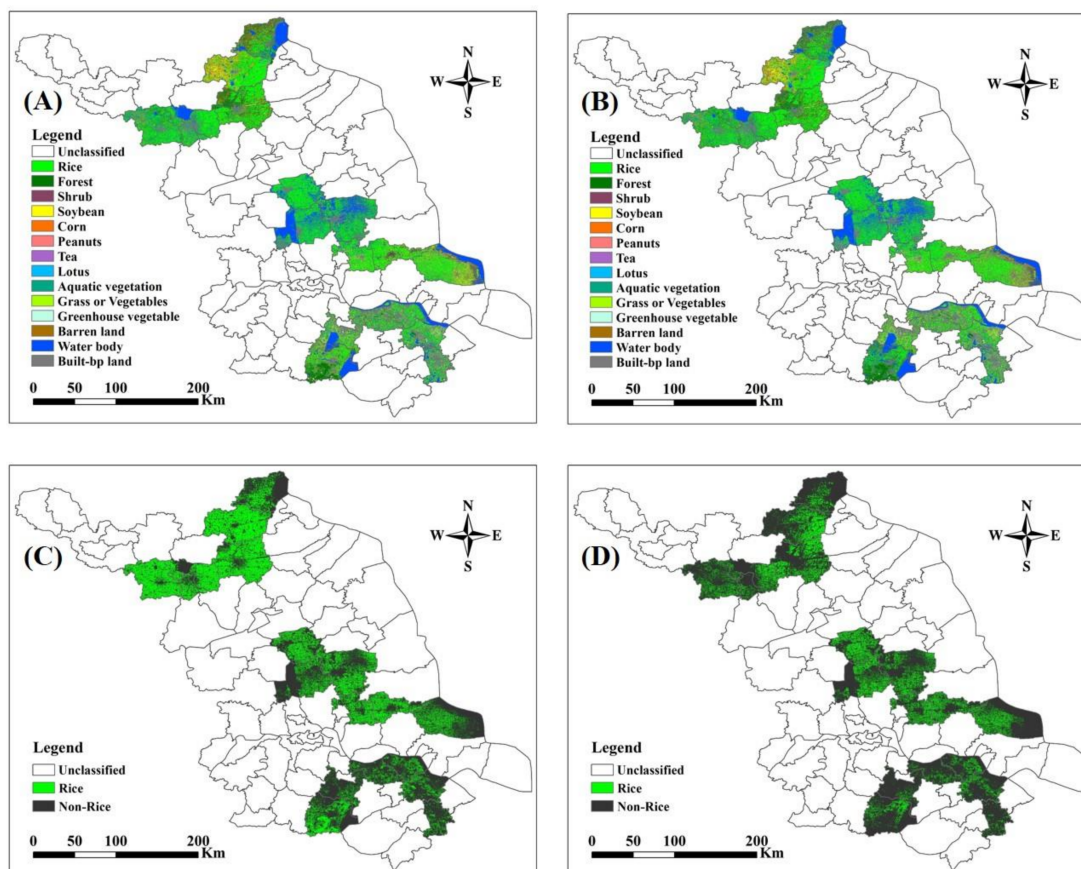 N
W E
S
(A)
Legend
Unclassified
Rice
Forest
Shrub
Soybean
Corn
Peanuts
Tea
Lotus
Aquatic vegetation
Grass or Vegetables
Greenhouse vegetable
Barren land
Water body
Built-bp land
0 50 100 200
Km
N
W E
S
(B)
Legend
Unclassified
Rice
Forest
Shrub
Soybean
Corn
Peanuts
Tea
Lotus
Aquatic vegetation
Grass or Vegetables
Greenhouse vegetable
Barren land
Water body
Built-bp land
0 50 100 200
Km
N
W E
S
(C)
Legend
Unclassified
Rice
Non-Rice
0 50 100 200
Km
N
W E
S
(D)
Legend
Unclassified
Rice
Non-Rice
0 50 100 200
Km